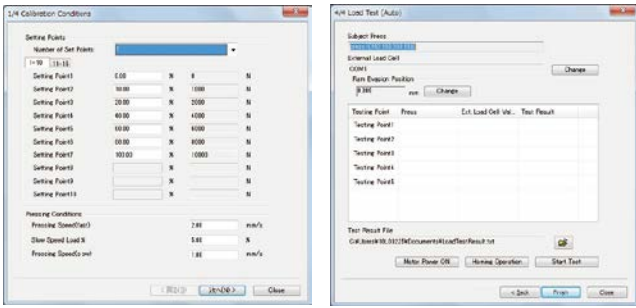 1/4 Calibration Conditions
Setting Points
Number of Set Points
1-10 11-15
Setting Point1 0.00 % 0 N
Setting Point2 10.00 % 1000 N
Setting Point3 20.00 % 2000 N
Setting Point4 40.00 % 4000 N
Setting Point5 60.00 % 6000 N
Setting Point6 80.00 % 8000 N
Setting Point7 100.00 % 10000 N
Setting Point8 % N
Setting Point9 % N
Setting Point10 % N
Pressing Conditions
Pressing Speed(fast) 2.00 mm/s
Slow Speed Load % 5.00 %
Pressing Speed(slow) 1.00 mm/s
次へ(N) > Close
4/4 Load Test (Auto)
Subject Press
External Load Cell
COM1 Change
Ram Evasion Position
0.000 mm Change
Testing Point Press Ext. Load Cell Val... Test Result
Testing Point1
Testing Point2
Testing Point3
Testing Point4
Testing Point5
Test Result File
Motor Power ON Homing Operation Start Test
< Back Finish Close